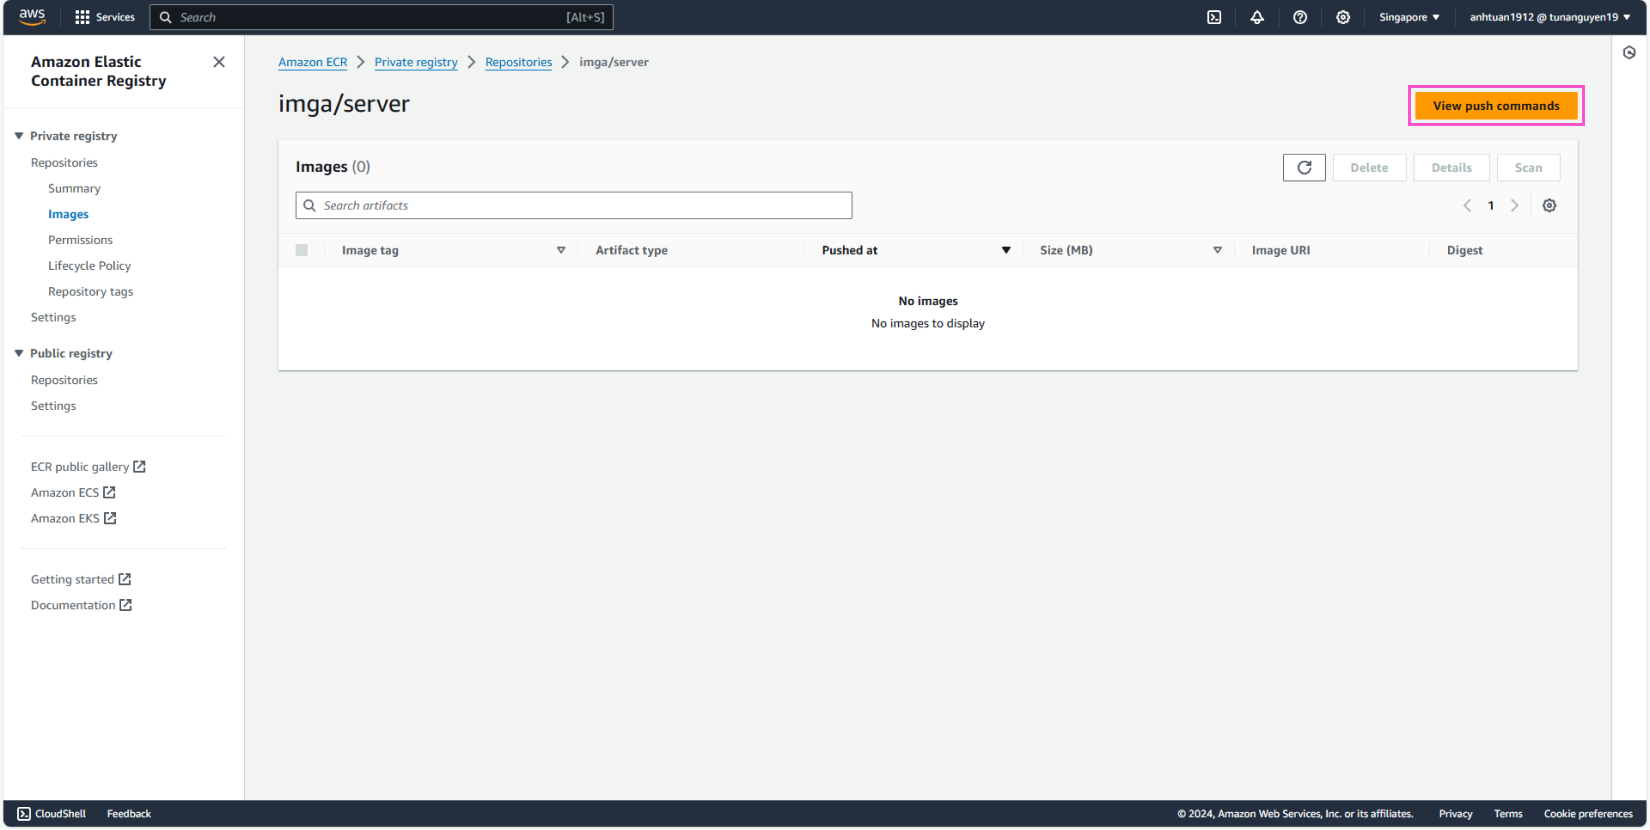 aws
Services
Search
[Alt+S]
Singapore
anhtuan1912 @ tunanguyen19
Amazon Elastic
Container Registry
Private registry
Repositories
Summary
Images
Permissions
Lifecycle Policy
Repository tags
Settings
Public registry
Repositories
Settings
ECR public gallery
Amazon ECS
Amazon EKS
Getting started
Documentation
Amazon ECR
Private registry
Repositories
imga/server
imga/server
View push commands
Images (0)
Delete
Details
Scan
Search artifacts
1
Image tag
Artifact type
Pushed at
Size (MB)
Image URI
Digest
No images
No images to display
CloudShell
Feedback
© 2024, Amazon Web Services, Inc. or its affiliates.
Privacy
Terms
Cookie preferences